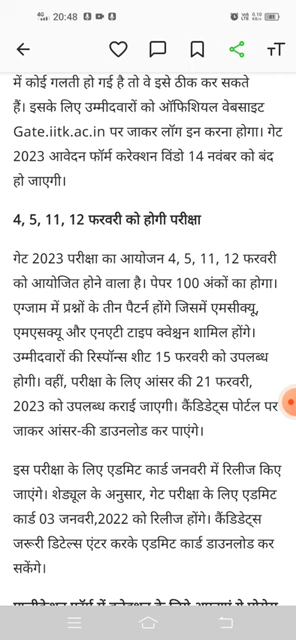 20:48
में कोई गलती हो गई है तो वे इसे ठीक कर सकते
हैं। इसके लिए उम्मीदवारों को ऑफिशियल वेबसाइट
Gate.iitk.ac.in पर जाकर लॉग इन करना होगा। गेट
2023 आवेदन फॉर्म करेक्शन विंडो 14 नवंबर को बंद
हो जाएगी।
4, 5, 11, 12 फरवरी को होगी परीक्षा
गेट 2023 परीक्षा का आयोजन 4, 5, 11, 12 फरवरी
को आयोजित होने वाला है। पेपर 100 अंकों का होगा।
एग्जाम में प्रश्नों के तीन पैटर्न होंगे जिसमें एमसीक्यू,
एमएसक्यू और एनएटी टाइप क्वेश्चन शामिल होंगे।
उम्मीदवारों की रिस्पॉन्स शीट 15 फरवरी को उपलब्ध
होगी। वहीं, परीक्षा के लिए आंसर की 21 फरवरी,
2023 को उपलब्ध कराई जाएगी। कैंडिडेट्स पोर्टल पर
जाकर आंसर-की डाउनलोड कर पाएंगे।
इस परीक्षा के लिए एडमिट कार्ड जनवरी में रिलीज किए
जाएंगे। शेड्यूल के अनुसार, गेट परीक्षा के लिए एडमिट
कार्ड 03 जनवरी,2022 को रिलीज होंगे। कैंडिडेट्स
जरूरी डिटेल्स एंटर करके एडमिट कार्ड डाउनलोड कर
सकेंगे।